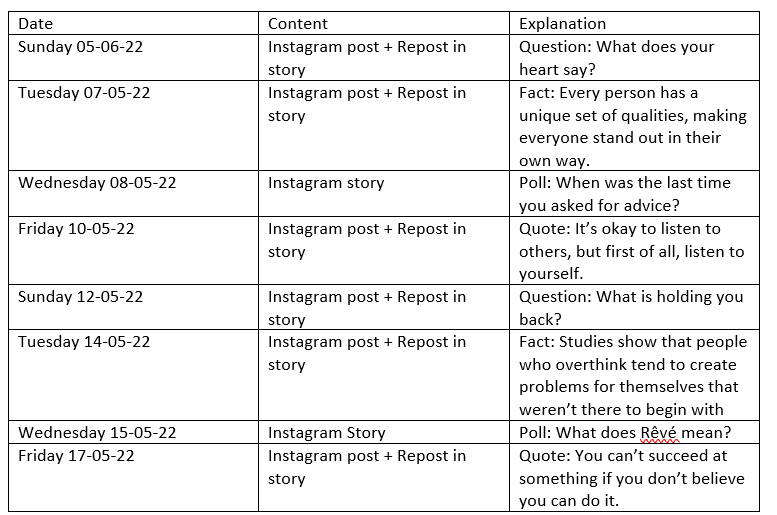 Date Content Explanation
Sunday 05-06-22 Instagram post + Repost in Question: What does your
story heart say?
Tuesday 07-05-22 Instagram post + Repost in Fact: Every person has a
story unique set of qualities, making
everyone stand out in their
own way.
Wednesday 08-05-22 Instagram story Poll: When was the last time
you asked for advice?
Friday 10-05-22 Instagram post + Repost in Quote: It’s okay to listen to
story others, but first of all, listen to
yourself.
Sunday 12-05-22 Instagram post + Repost in Question: What is holding you
story back?
Tuesday 14-05-22 Instagram post + Repost in Fact: Studies show that people
story who overthink tend to create
problems for themselves that
weren’t there to begin with
Wednesday 15-05-22 Instagram Story Poll: What does Rêvé mean?
Friday 17-05-22 Instagram post + Repost in Quote: You can’t succeed at
story something if you don’t believe
you can do it.